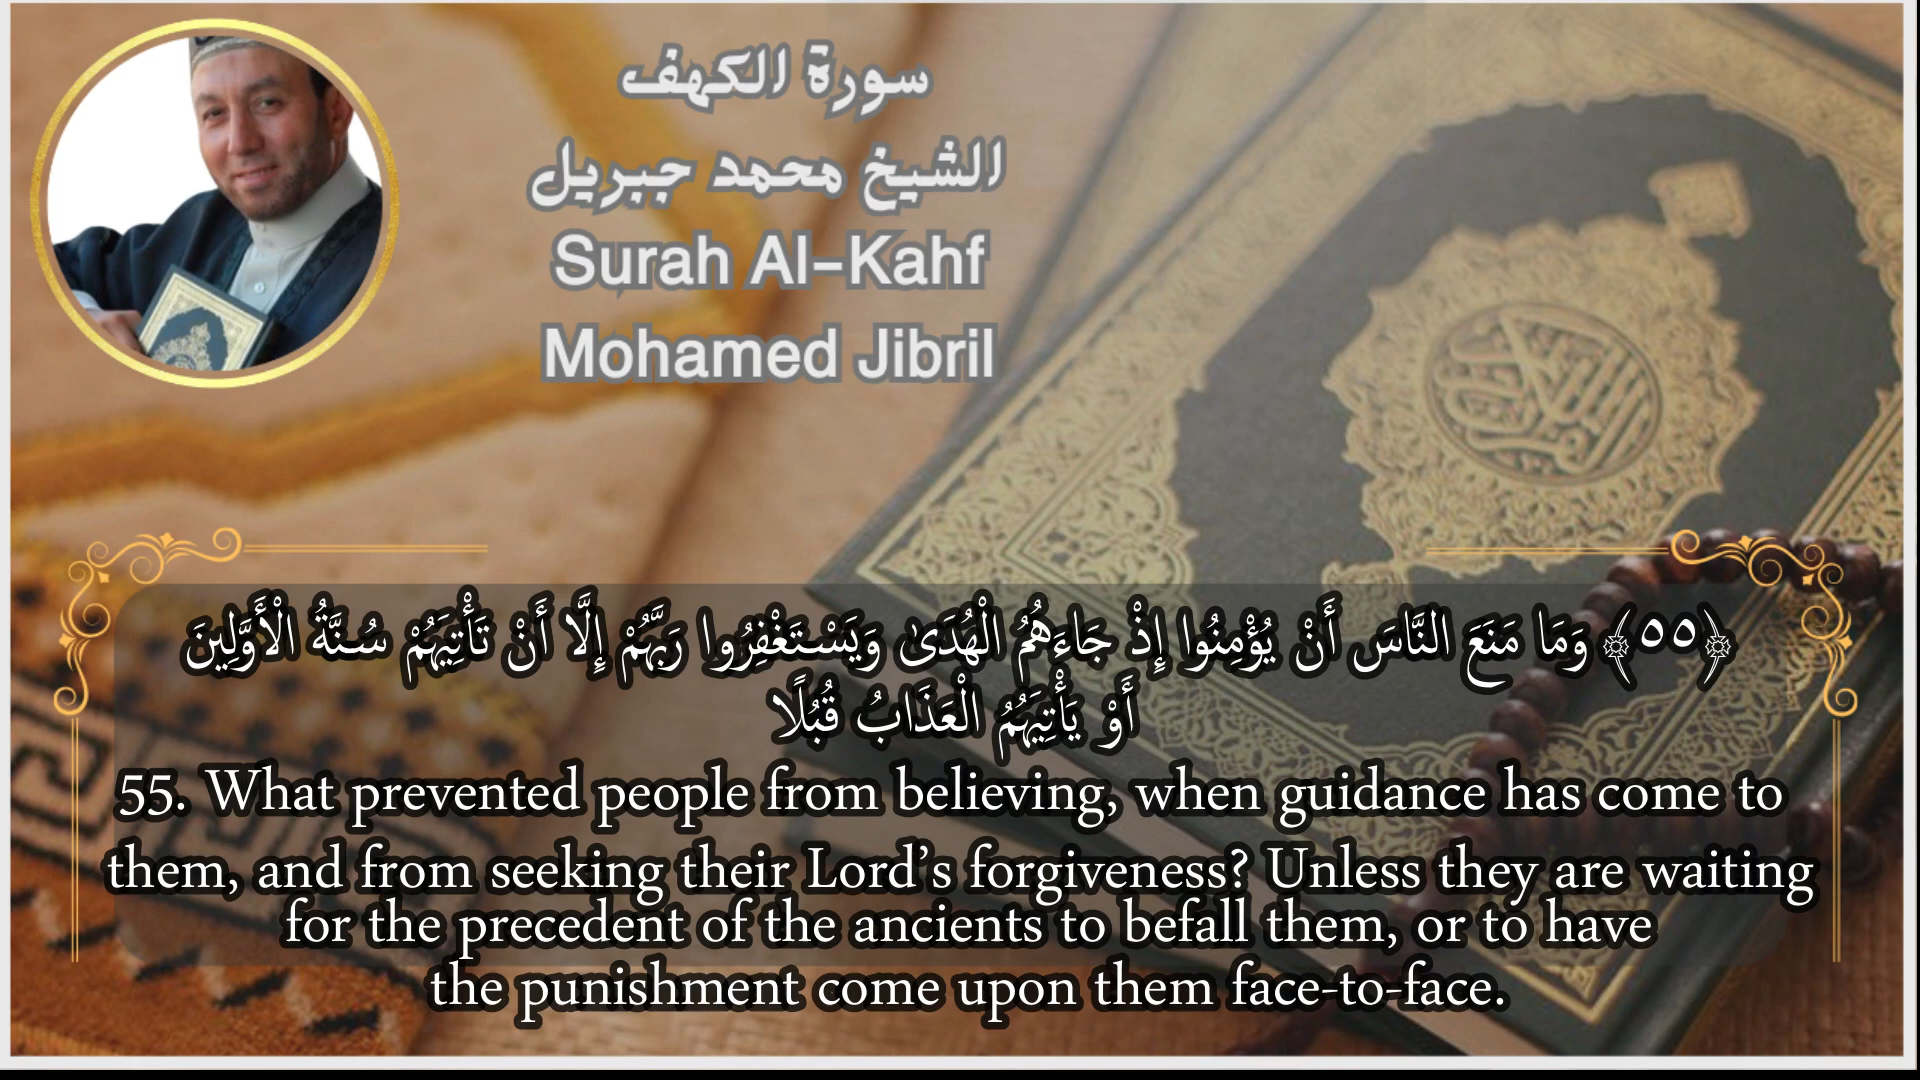 سورة الكهف
الشيخ محمد جبريل
Surah Al-Kahf
Mohamed Jibril
﴿٥٥﴾ وَمَا مَنَعَ النَّاسَ أَنْ يُؤْمِنُوا إِذْ جَاءَهُمُ الْهُدَىٰ وَيَسْتَغْفِرُوا رَبَّهُمْ إِلَّا أَنْ تَأْتِيَهُمْ سُنَّةُ الْأَوَّلِينَ
أَوْ يَأْتِيَهُمُ الْعَذَابُ قُبُلًا
55. What prevented people from believing, when guidance has come to
them, and from seeking their Lord’s forgiveness? Unless they are waiting
for the precedent of the ancients to befall them, or to have
the punishment come upon them face-to-face.